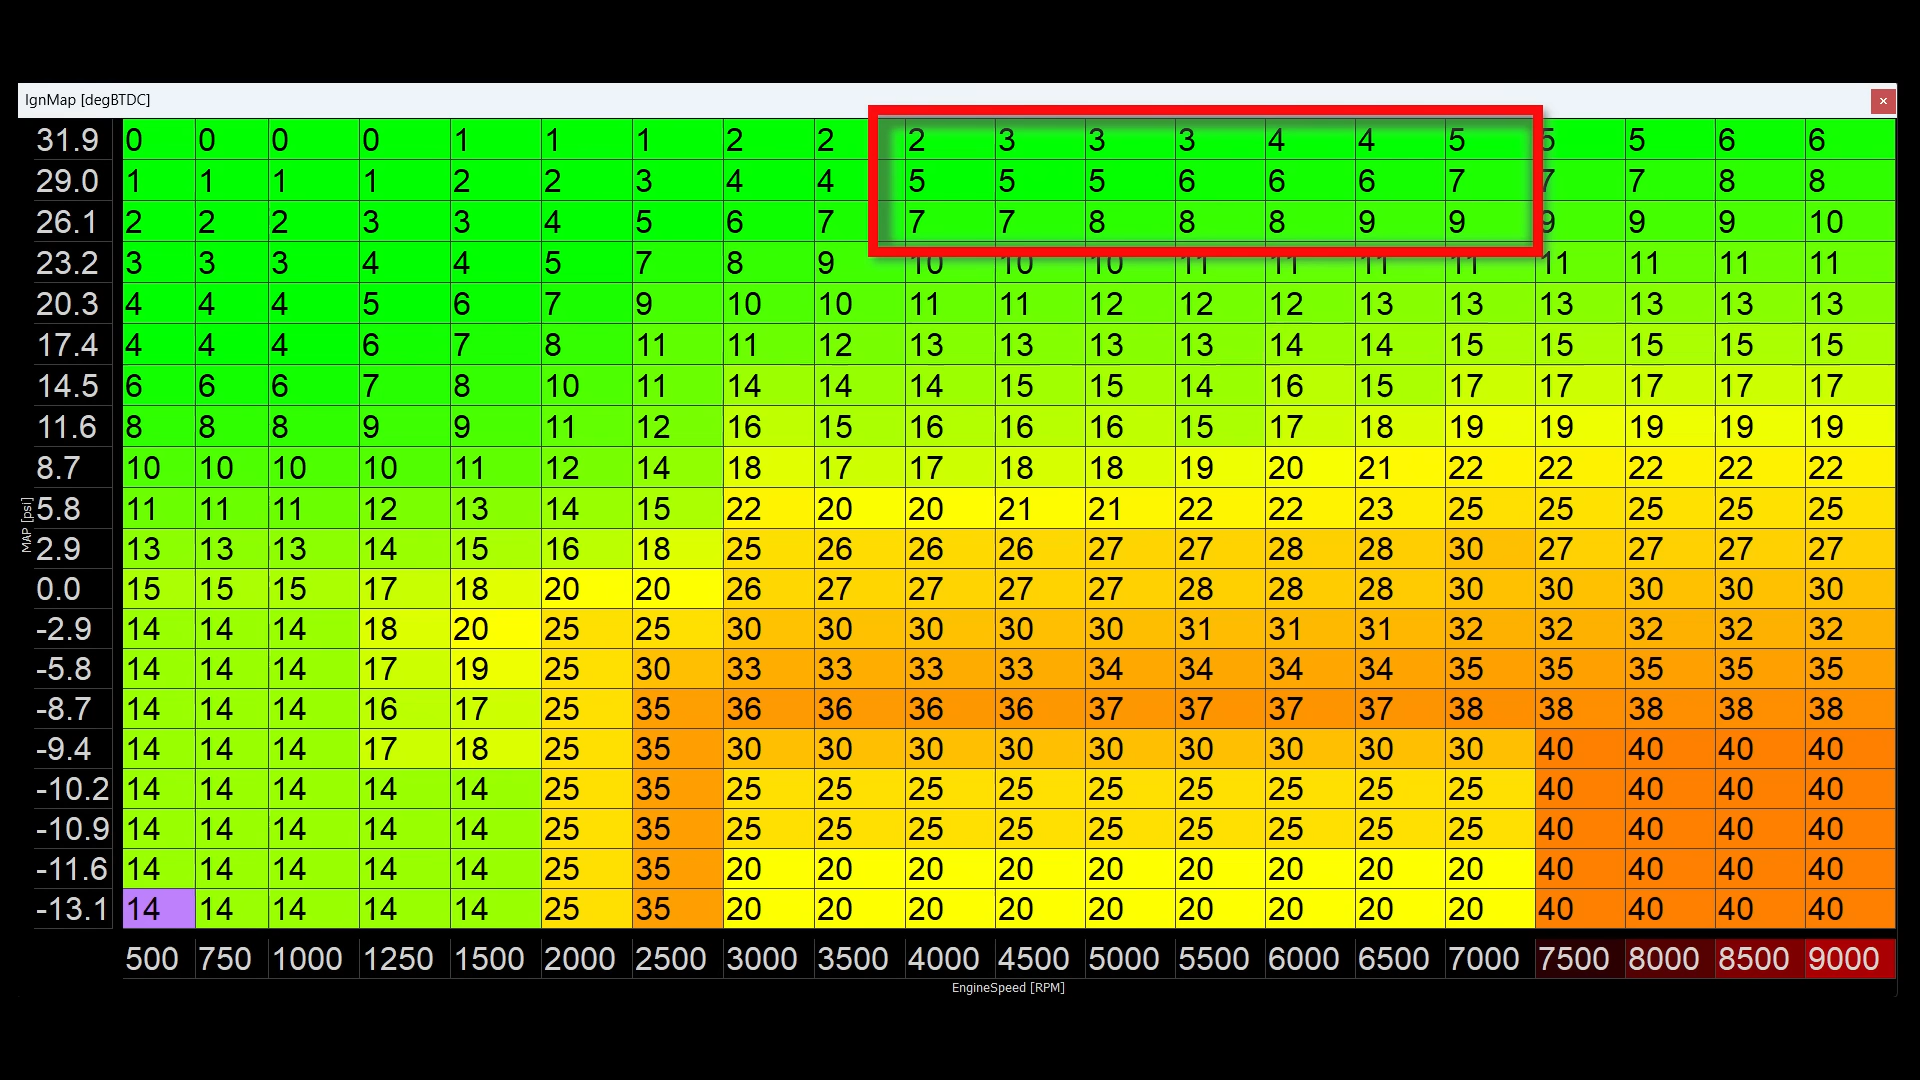 IgnMap [degBTDC] ×
31.9 0 0 0 0 1 1 1 2 2 2 3 3 3 4 4 5 5 5 6 6
29.0 1 1 1 1 2 2 3 4 4 5 5 5 6 6 6 7 7 7 8 8
26.1 2 2 2 3 3 4 5 6 7 7 7 8 8 8 9 9 9 9 9 10
23.2 3 3 3 4 4 5 7 8 9 10 10 10 11 11 11 11 11 11 11 11
20.3 4 4 4 5 6 7 9 10 10 11 11 12 12 12 13 13 13 13 13 13
17.4 4 4 4 6 7 8 11 11 12 13 13 13 13 14 14 15 15 15 15 15
14.5 6 6 6 7 8 10 11 14 14 14 15 15 14 16 15 17 17 17 17 17
11.6 8 8 8 9 9 11 12 16 15 16 16 16 15 17 18 19 19 19 19 19
8.7 10 10 10 10 11 12 14 18 17 17 18 18 19 20 21 22 22 22 22 22
5.8 11 11 11 12 13 14 15 22 20 20 21 21 22 22 23 25 25 25 25 25
MAP [psi]
2.9 13 13 13 14 15 16 18 25 26 26 26 27 27 28 28 30 27 27 27 27
0.0 15 15 15 17 18 20 20 26 27 27 27 27 28 28 28 30 30 30 30 30
-2.9 14 14 14 18 20 25 25 30 30 30 30 30 31 31 31 32 32 32 32 32
-5.8 14 14 14 17 19 25 30 33 33 33 33 34 34 34 34 35 35 35 35 35
-8.7 14 14 14 16 17 25 35 36 36 36 36 37 37 37 37 38 38 38 38 38
-9.4 14 14 14 17 18 25 35 30 30 30 30 30 30 30 30 30 40 40 40 40
-10.2 14 14 14 14 14 25 35 25 25 25 25 25 25 25 25 25 40 40 40 40
-10.9 14 14 14 14 14 25 35 25 25 25 25 25 25 25 25 25 40 40 40 40
-11.6 14 14 14 14 14 25 35 20 20 20 20 20 20 20 20 20 40 40 40 40
-13.1 14 14 14 14 14 25 35 20 20 20 20 20 20 20 20 20 40 40 40 40
500 750 1000 1250 1500 2000 2500 3000 3500 4000 4500 5000 5500 6000 6500 7000 7500 8000 8500 9000
EngineSpeed [RPM]